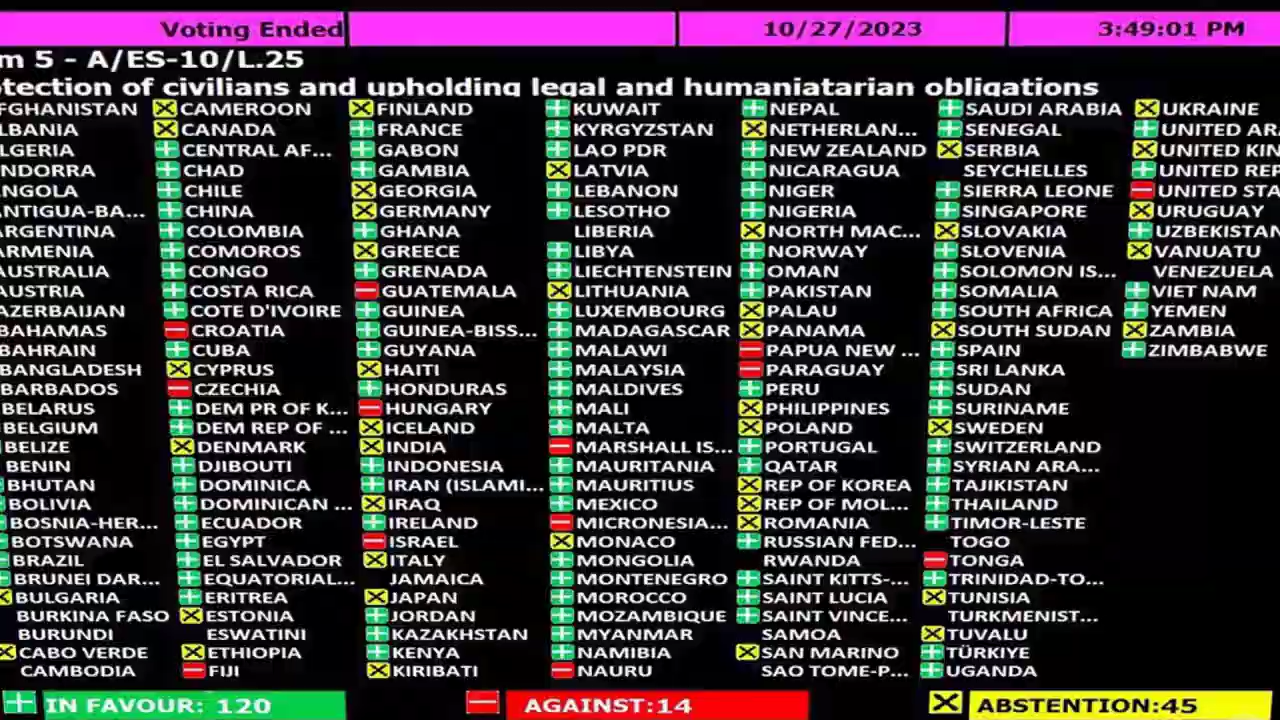 Voting Ended
10/27/2023
3:49:01 PM
m 5 - A/ES-10/L.25
otection of civilians and upholding legal and humaniatarian obligations
FGHANISTAN
LBANIA
LGERIA
NDORRA
NGOLA
NTIGUA-BA...
ARGENTINA
ARMENIA
AUSTRALIA
AUSTRIA
AZERBAIJAN
BAHAMAS
BAHRAIN
BANGLADESH
BARBADOS
BELARUS
BELGIUM
BELIZE
BENIN
BHUTAN
BOLIVIA
BOSNIA-HER...
BOTSWANA
BRAZIL
BRUNEI DAR...
BULGARIA
BURKINA FASO
BURUNDI
CABO VERDE
CAMBODIA
CAMEROON
CANADA
CENTRAL AF...
CHAD
CHILE
CHINA
COLOMBIA
COMOROS
CONGO
COSTA RICA
COTE D'IVOIRE
CROATIA
CUBA
CYPRUS
CZECHIA
DEM PR OF K...
DEM REP OF ...
DENMARK
DJIBOUTI
DOMINICA
DOMINICAN ...
ECUADOR
EGYPT
EL SALVADOR
EQUATORIAL...
ERITREA
ESTONIA
ESWATINI
ETHIOPIA
FIJI
FINLAND
FRANCE
GABON
GAMBIA
GEORGIA
GERMANY
GHANA
GREECE
GRENADA
GUATEMALA
GUINEA
GUINEA-BISS...
GUYANA
HAITI
HONDURAS
HUNGARY
ICELAND
INDIA
INDONESIA
IRAN (ISLAMI...
IRAQ
IRELAND
ISRAEL
ITALY
JAMAICA
JAPAN
JORDAN
KAZAKHSTAN
KENYA
KIRIBATI
KUWAIT
KYRGYZSTAN
LAO PDR
LATVIA
LEBANON
LESOTHO
LIBERIA
LIBYA
LIECHTENSTEIN
LITHUANIA
LUXEMBOURG
MADAGASCAR
MALAWI
MALAYSIA
MALDIVES
MALI
MALTA
MARSHALL IS...
MAURITANIA
MAURITIUS
MEXICO
MICRONESIA...
MONACO
MONGOLIA
MONTENEGRO
MOROCCO
MOZAMBIQUE
MYANMAR
NAMIBIA
NAURU
NEPAL
NETHERLAN...
NEW ZEALAND
NICARAGUA
NIGER
NIGERIA
NORTH MAC...
NORWAY
OMAN
PAKISTAN
PALAU
PANAMA
PAPUA NEW ...
PARAGUAY
PERU
PHILIPPINES
POLAND
PORTUGAL
QATAR
REP OF KOREA
REP OF MOL...
ROMANIA
RUSSIAN FED...
RWANDA
SAINT KITTS-...
SAINT LUCIA
SAINT VINCE...
SAMOA
SAN MARINO
SAO TOME-P...
SAUDI ARABIA
SENEGAL
SERBIA
SEYCHELLES
SIERRA LEONE
SINGAPORE
SLOVAKIA
SLOVENIA
SOLOMON IS...
SOMALIA
SOUTH AFRICA
SOUTH SUDAN
SPAIN
SRI LANKA
SUDAN
SURINAME
SWEDEN
SWITZERLAND
SYRIAN ARA...
TAJIKISTAN
THAILAND
TIMOR-LESTE
TOGO
TONGA
TRINIDAD-TO...
TUNISIA
TURKMENIST...
TUVALU
TÜRKIYE
UGANDA
UKRAINE
UNITED AR
UNITED KIN
UNITED REP
UNITED STA
URUGUAY
UZBEKISTAN
VANUATU
VENEZUELA
VIET NAM
YEMEN
ZAMBIA
ZIMBABWE
IN FAVOUR: 120
AGAINST:14
ABSTENTION:45